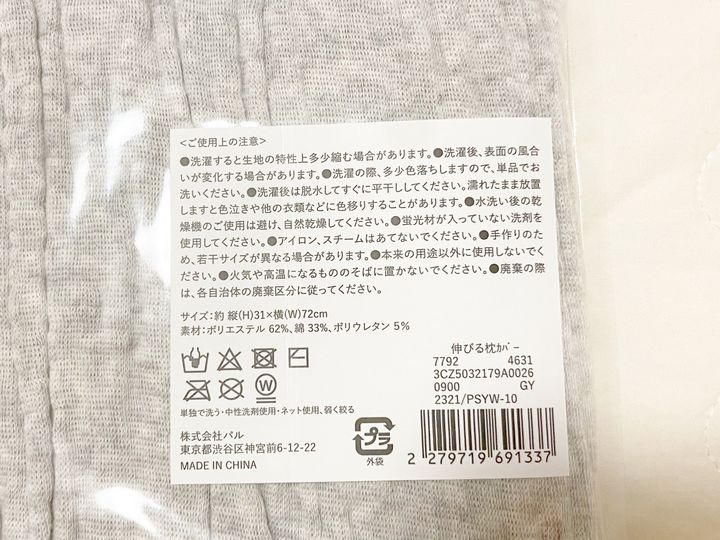 <ご使用上の注意>
●洗濯すると生地の特性上多少縮む場合があります。●洗濯後、表面の風合
いが変化する場合があります。●洗濯の際、多少色落ちしますので、単品でお
洗いください。●洗濯後は脱水してすぐに平干ししてください。濡れたまま放置
しますと色泣きや他の衣類などに色移りすることがあります。●水洗い後の乾
燥機のご使用は避け、自然乾燥してください。●蛍光材が入っていない洗剤を
使用してください。●アイロン、スチームはあてないでください。●手作りのた
め、若干サイズが異なる場合があります。●本来の用途以外に使用しないでく
ださい。●火気や高温になるもののそばに置かないでください。●廃棄の際
は、各自治体の廃棄区分に従ってください。
サイズ:約 縦(H)31×横(W)72cm
素材:ポリエステル 62%、綿 33%、ポリウレタン 5%
単独で洗う・中性洗剤使用・ネット使用、弱く絞る
株式会社パル
東京都渋谷区神宮前6-12-22
MADE IN CHINA
プラ
外袋
伸びる枕ｶﾊﾞｰ
7792 4631
3CZ5032179A0026
0900 GY
2321/PSYW-10
2 279719 691337